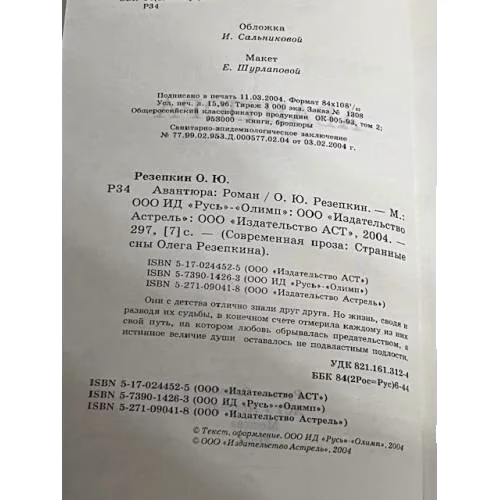 Р34
Обложка
И. Сальниковой
Макет
Е. Шурлаповой
Подписано в печать 11.03.2004. Формат 84х108¹/₃₂
Усл. печ. л. 15,96. Тираж 3 000 экз. Заказ № 1308
Общероссийский классификатор продукции ОК-005-93, том 2;
953000 – книги, брошюры
Санитарно-эпидемиологическое заключение
№ 77.99.02.953.Д.000577.02.04 от 03.02.2004 г.
Резепкин О. Ю.
Р34 Авантюра: Роман / О. Ю. Резепкин. — М.:
ООО ИД «Русь»-«Олимп»: ООО «Издательство
Астрель»: ООО «Издательство АСТ», 2004. —
297, [7] с. — (Современная проза: Странные
сны Олега Резепкина).
ISBN 5-17-024452-5 (ООО «Издательство АСТ»)
ISBN 5-7390-1426-3 (ООО ИД «Русь»-«Олимп»)
ISBN 5-271-09041-8 (ООО «Издательство Астрель»)
Они с детства отлично знали друг друга. Но жизнь, сводя и
разводя их судьбы, в конечном счете отмерила каждому из них
свой путь, на котором любовь обрывалась предательством, а
истинное величие души оставалось не подвластным подлости.
УДК 821.161.312-4
ББК 84(2Рос=Рус)6-44
ISBN 5-17-024452-5 (ООО «Издательство АСТ»)
ISBN 5-7390-1426-3 (ООО ИД «Русь»-«Олимп»)
ISBN 5-271-09041-8 (ООО «Издательство Астрель»)
© Текст, оформление. ООО ИД «Русь»-«Олимп», 2004
© ООО «Издательство Астрель», 2004